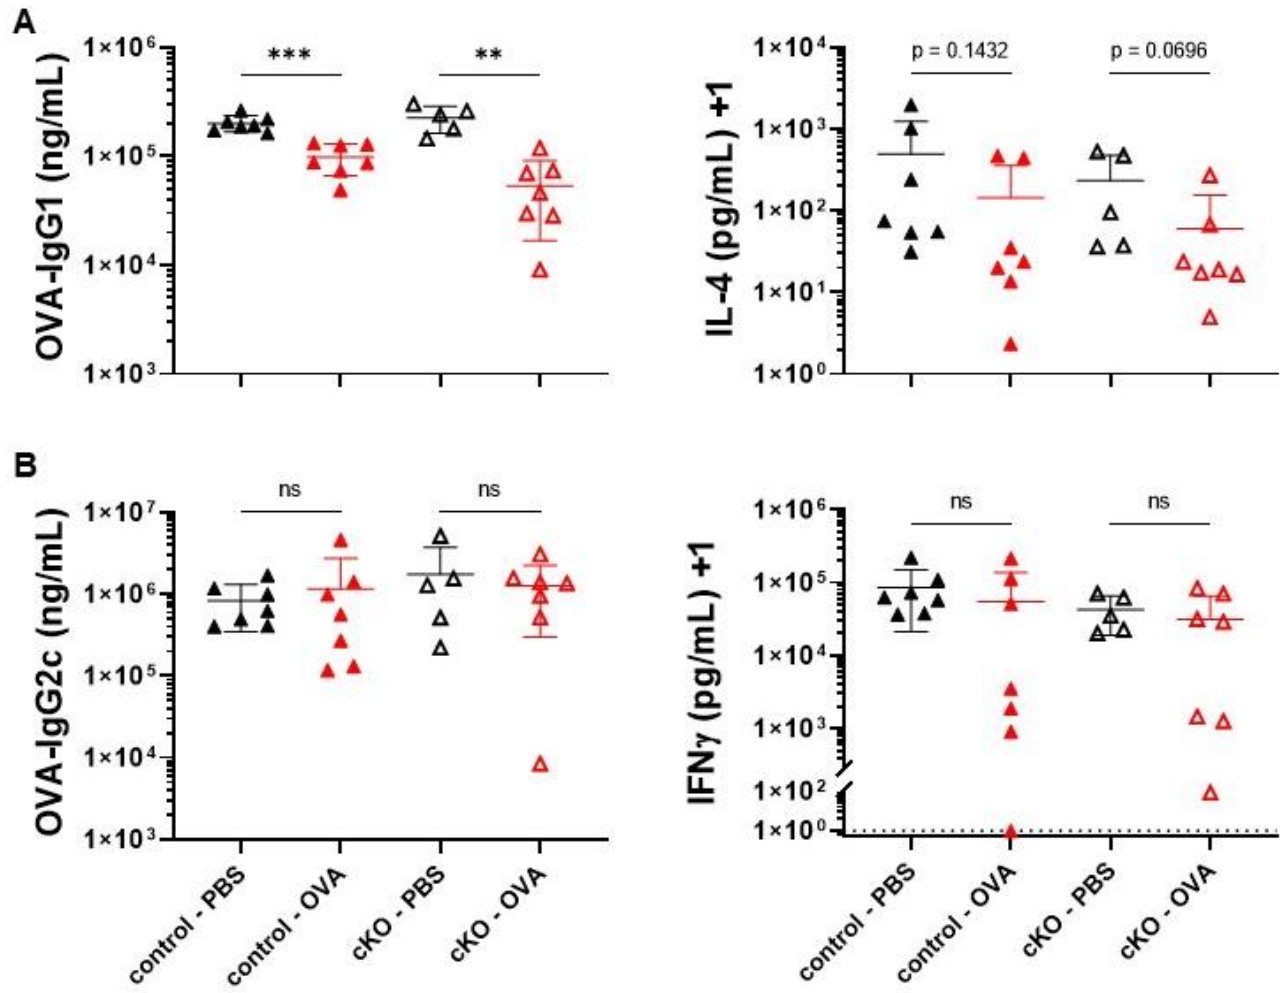 A
OVA-IgG1 (ng/mL)
1×10⁶
1×10⁵
1×10⁴
1×10³
***
**
IL-4 (pg/mL) +1
1×10⁴
1×10³
1×10²
1×10¹
1×10⁰
p = 0.1432
p = 0.0696
B
OVA-IgG2c (ng/mL)
1×10⁷
1×10⁶
1×10⁵
1×10⁴
1×10³
ns
ns
control - PBS
control - OVA
cKO - PBS
cKO - OVA
IFNγ (pg/mL) +1
1×10⁶
1×10⁵
1×10⁴
1×10³
1×10²
1×10⁰
ns
ns
control - PBS
control - OVA
cKO - PBS
cKO - OVA